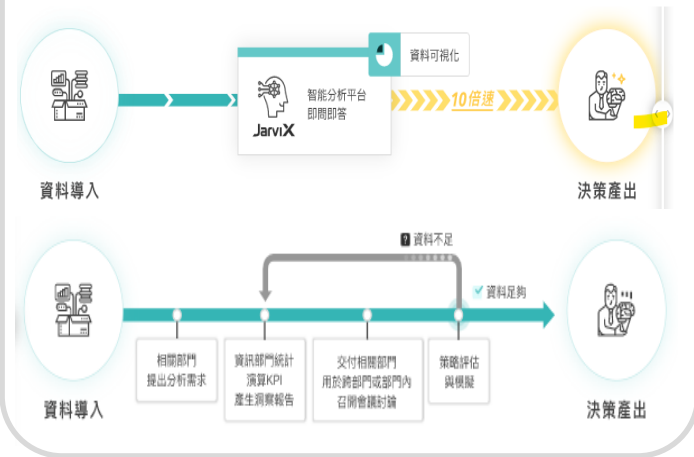 資料可視化
智能分析平台
即問即答
JarviX
10倍速
資料導入
決策產出
? 資料不足
資料足夠
相關部門
提出分析需求
資訊部門統計
演算KPI
產生洞察報告
交付相關部門
用於跨部門或部門內
召開會議討論
策略評估
與模擬
資料導入
決策產出